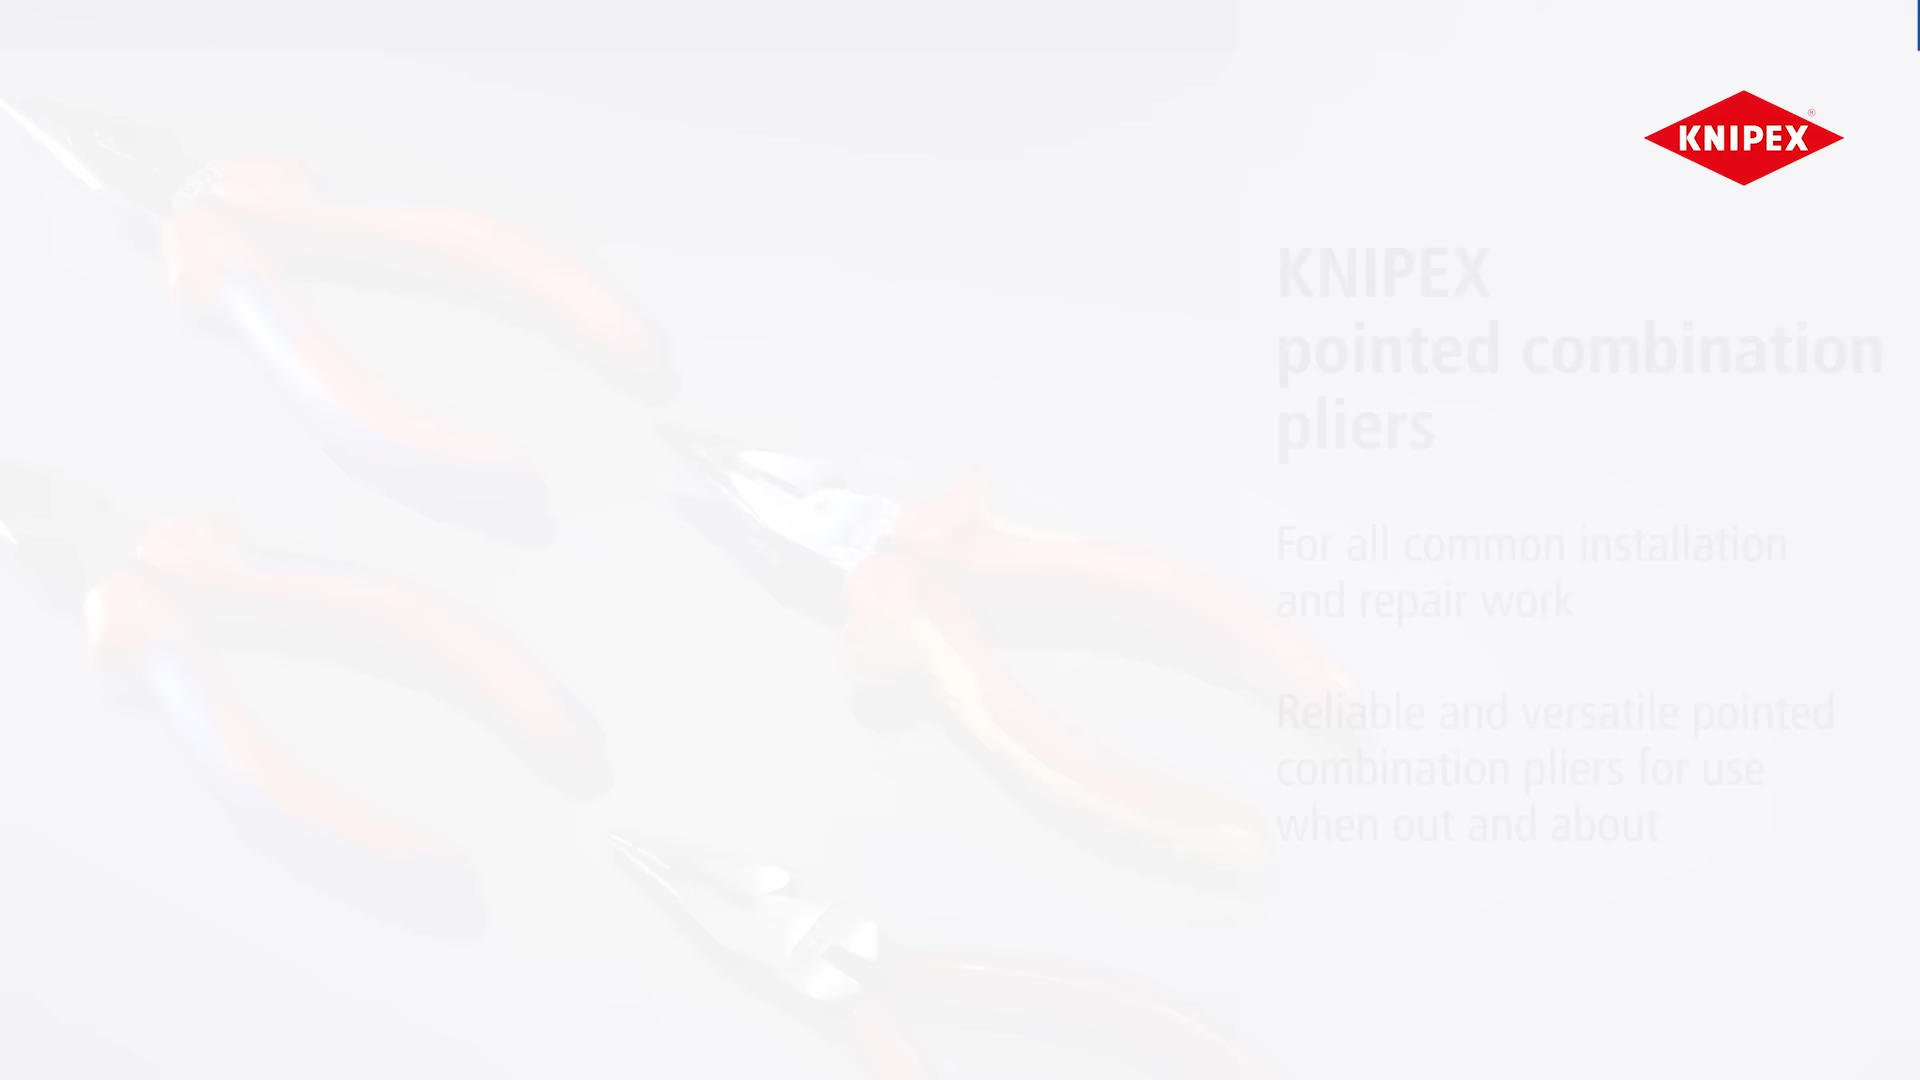 KNIPEX®
KNIPEX
pointed combination
pliers
For all common installation
and repair work
Reliable and versatile pointed
combination pliers for use
when out and about